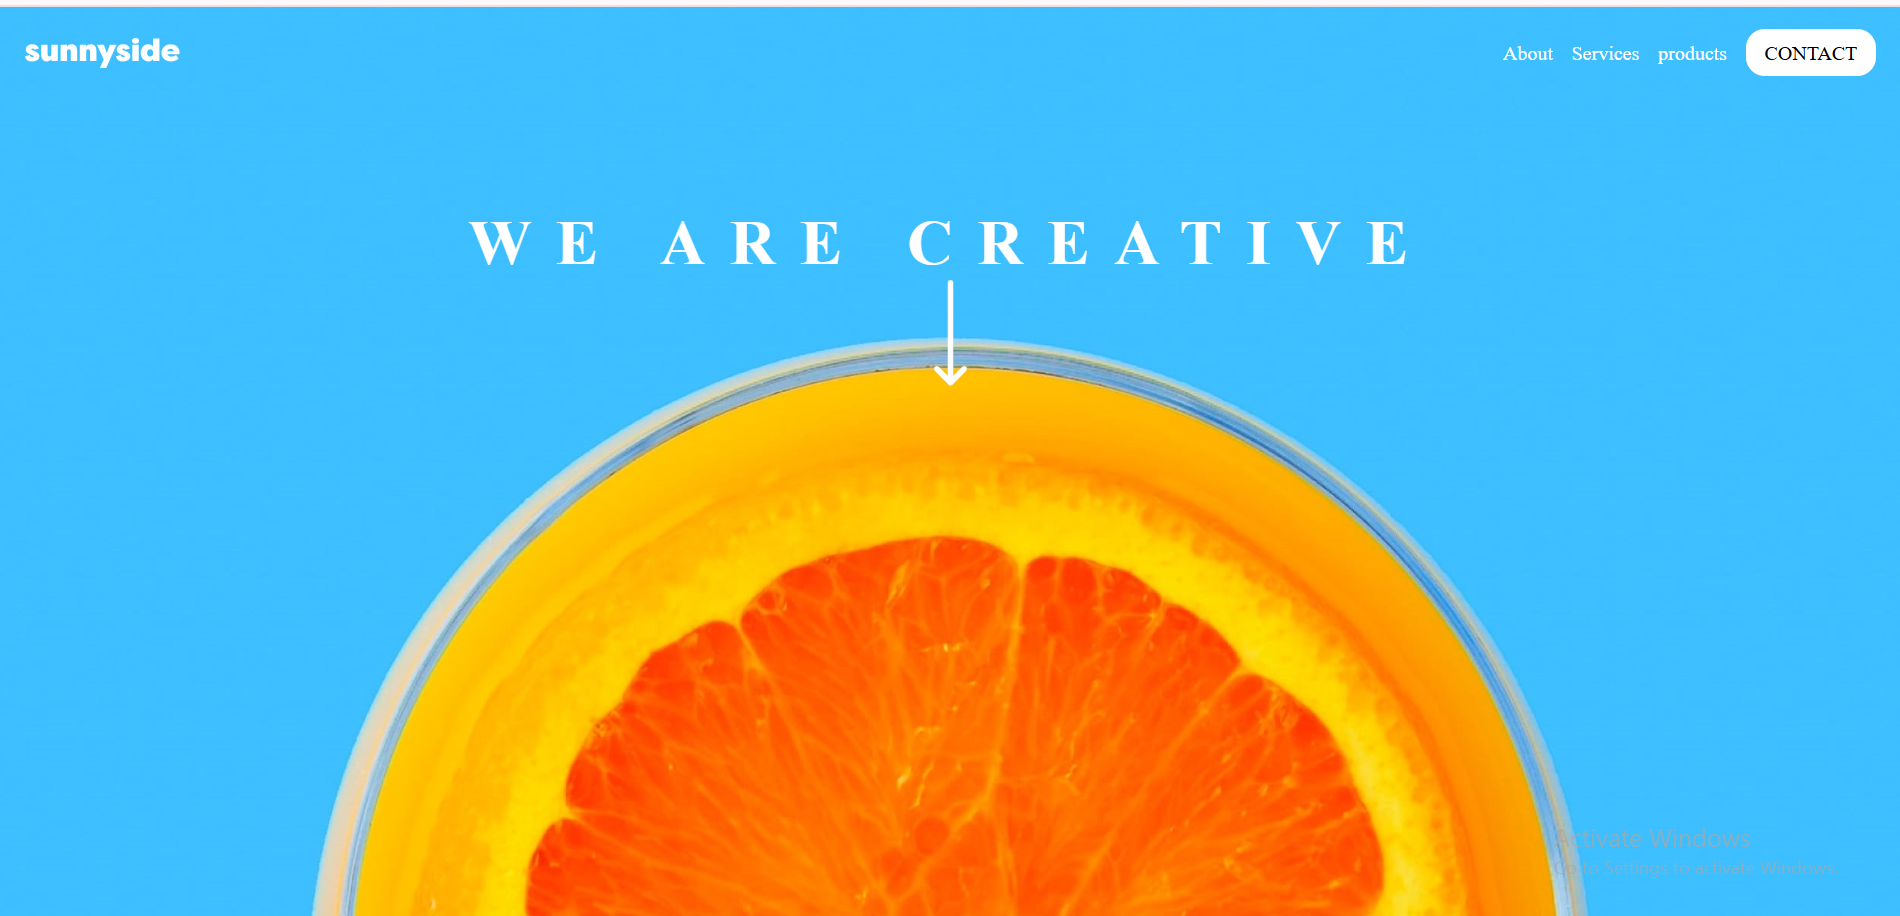 sunnyside
About Services products CONTACT
WE ARE CREATIVE
Activate Windows
Go to Settings to activate Windows.